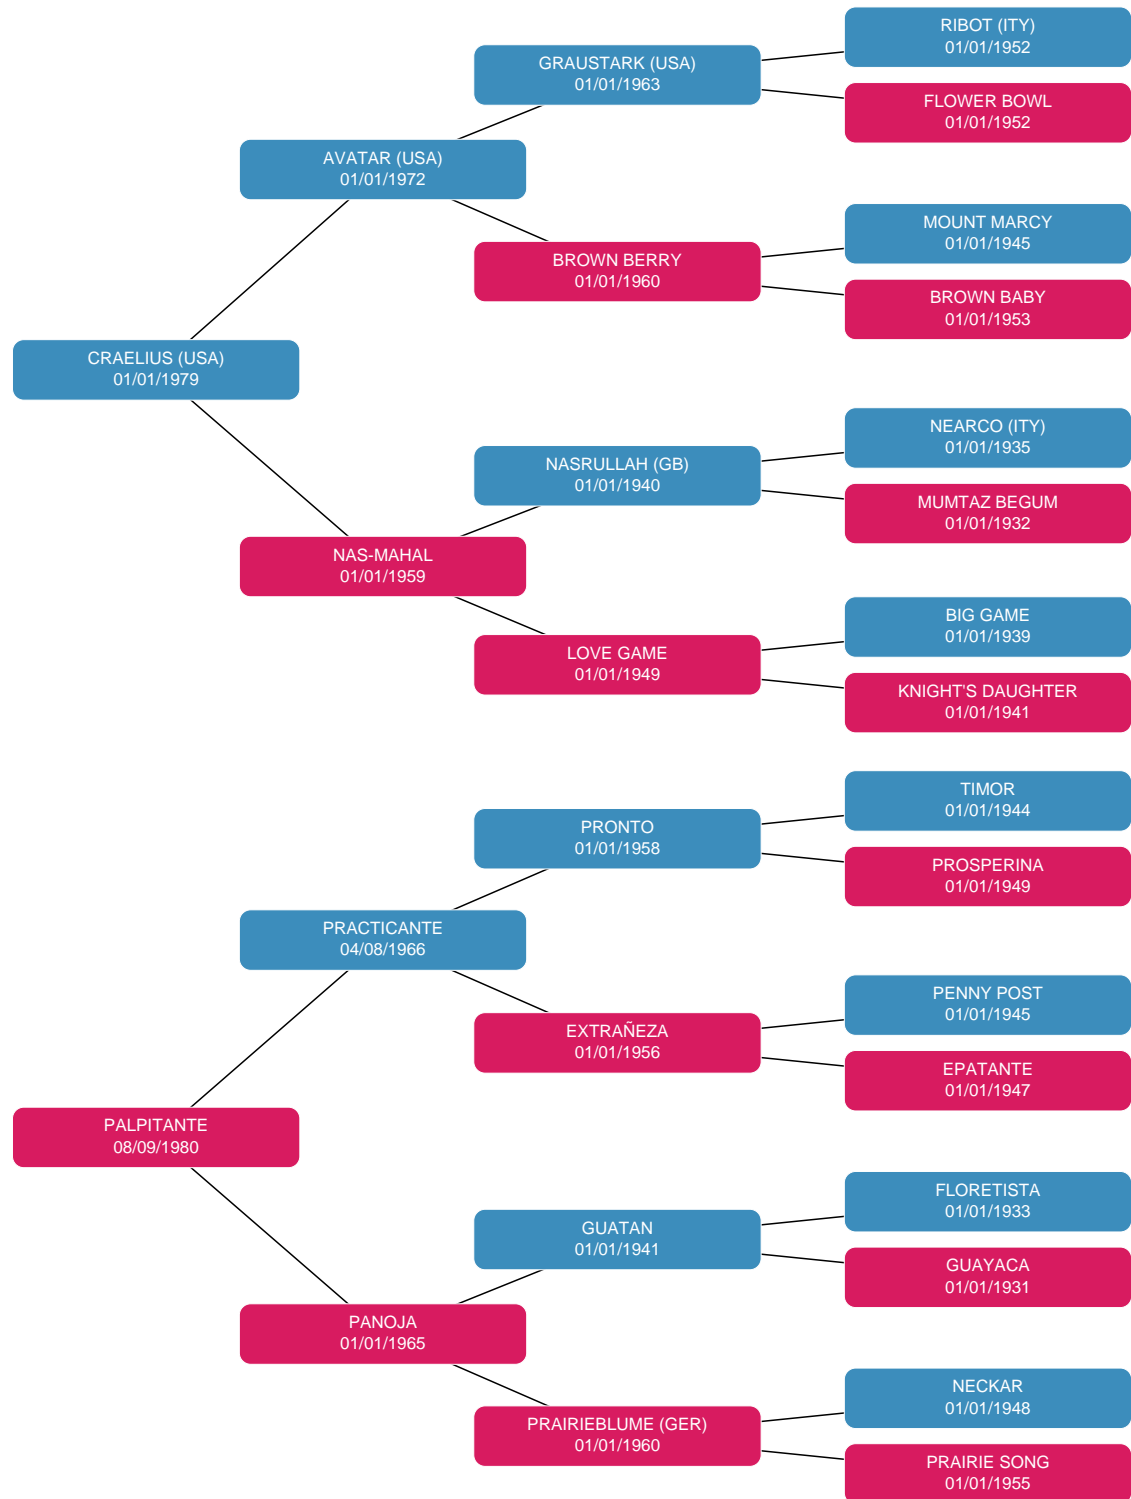 RIBOT (ITY)
01/01/1952
GRAUSTARK (USA)
01/01/1963
FLOWER BOWL
01/01/1952
AVATAR (USA)
01/01/1972
MOUNT MARCY
01/01/1945
BROWN BERRY
01/01/1960
BROWN BABY
01/01/1953
CRAELIUS (USA)
01/01/1979
NEARCO (ITY)
01/01/1935
NASRULLAH (GB)
01/01/1940
MUMTAZ BEGUM
01/01/1932
NAS-MAHAL
01/01/1959
BIG GAME
01/01/1939
LOVE GAME
01/01/1949
KNIGHT'S DAUGHTER
01/01/1941
TIMOR
01/01/1944
PRONTO
01/01/1958
PROSPERINA
01/01/1949
PRACTICANTE
04/08/1966
PENNY POST
01/01/1945
EXTRAÑEZA
01/01/1956
EPATANTE
01/01/1947
PALPITANTE
08/09/1980
FLORETISTA
01/01/1933
GUATAN
01/01/1941
GUAYACA
01/01/1931
PANOJA
01/01/1965
NECKAR
01/01/1948
PRAIRIEBLUME (GER)
01/01/1960
PRAIRIE SONG
01/01/1955